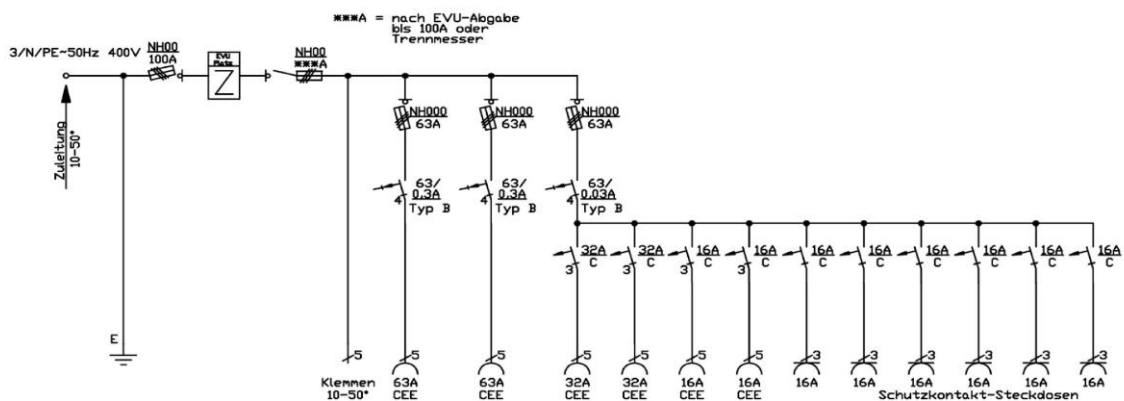 ***A = nach EVU-Abgabe
bis 100A oder
Trennmesser
3/N/PE~50Hz 400V
NH00
100A
EVU
Platz
Z
NH00
***A
Zuleitung
10-50°
E
NH000
63A
NH000
63A
NH000
63A
63/
0.3A
4
Typ B
63/
0.3A
4
Typ B
63/
0.03A
4
Typ B
32A
C
3
32A
C
3
16A
C
3
16A
C
3
16A
C
16A
C
16A
C
16A
C
16A
C
16A
C
5
5
5
5
5
5
5
3
3
3
3
3
3
Klemmen
10-50°
63A
CEE
63A
CEE
32A
CEE
32A
CEE
16A
CEE
16A
CEE
16A
16A
16A
16A
16A
16A
Schutzkontakt-Steckdosen